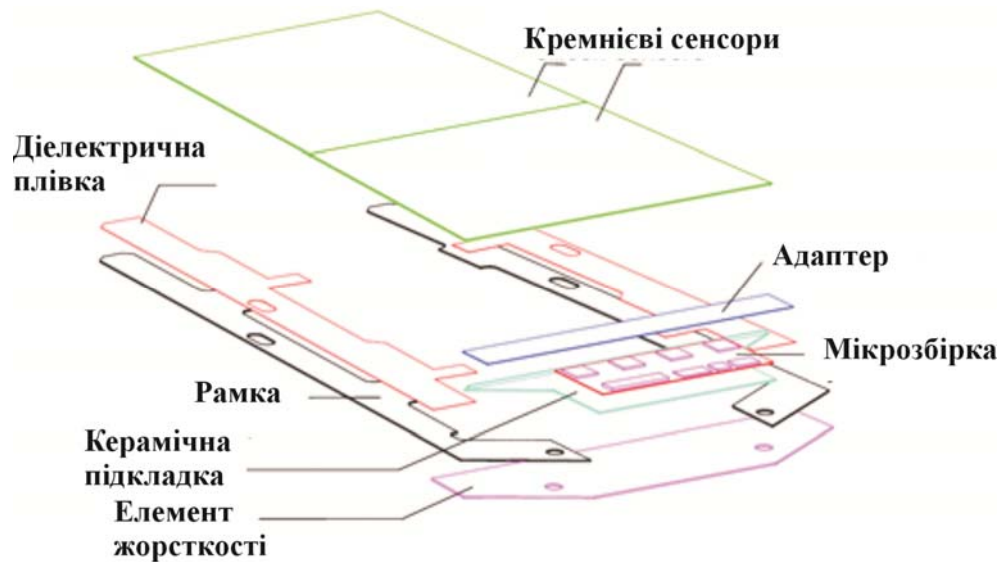 Кремнієві сенсори
Діелектрична
плівка
Адаптер
Мікрозбірка
Рамка
Керамічна
підкладка
Елемент
жорсткості